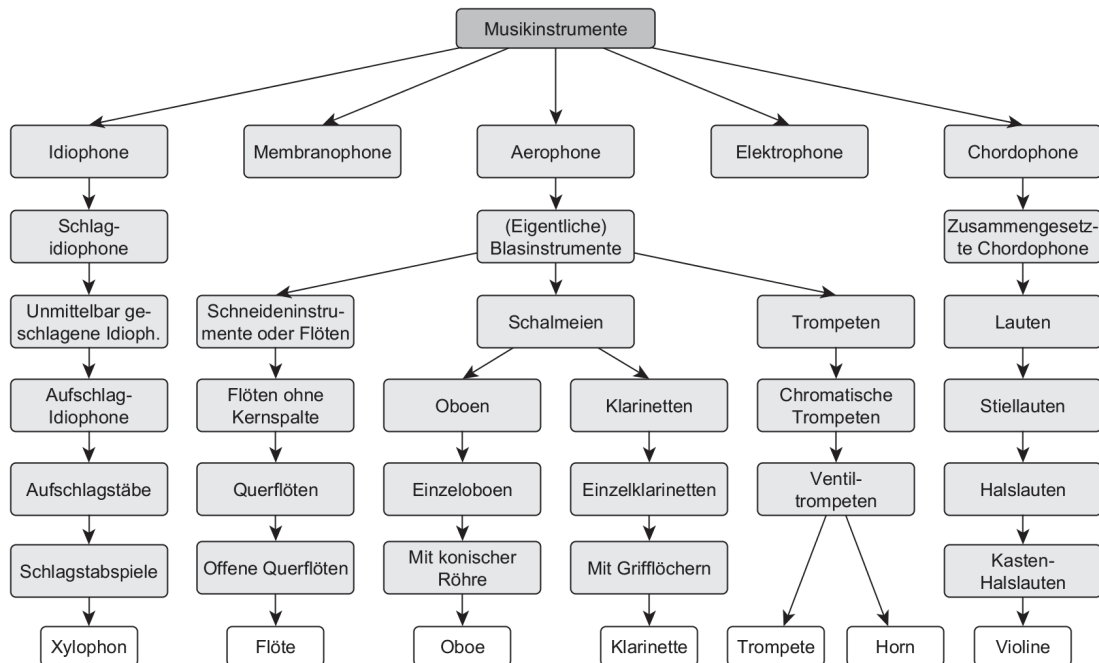 Musikinstrumente
Idiophone
Membranophone
Aerophone
Elektrophone
Chordophone
Schlag-
idiophone
(Eigentliche)
Blasinstrumente
Zusammengesetz-
te Chordophone
Unmittelbar ge-
schlagene Idioph.
Schneideninstru-
mente oder Flöten
Schalmeien
Trompeten
Lauten
Aufschlag-
Idiophone
Flöten ohne
Kernspalte
Oboen
Klarinetten
Chromatische
Trompeten
Stiellauten
Aufschlagstäbe
Querflöten
Einzeloboen
Einzelklarinetten
Ventil-
trompeten
Halslauten
Schlagstabspiele
Offene Querflöten
Mit konischer
Röhre
Mit Grifflöchern
Kasten-
Halslauten
Xylophon
Flöte
Oboe
Klarinette
Trompete
Horn
Violine